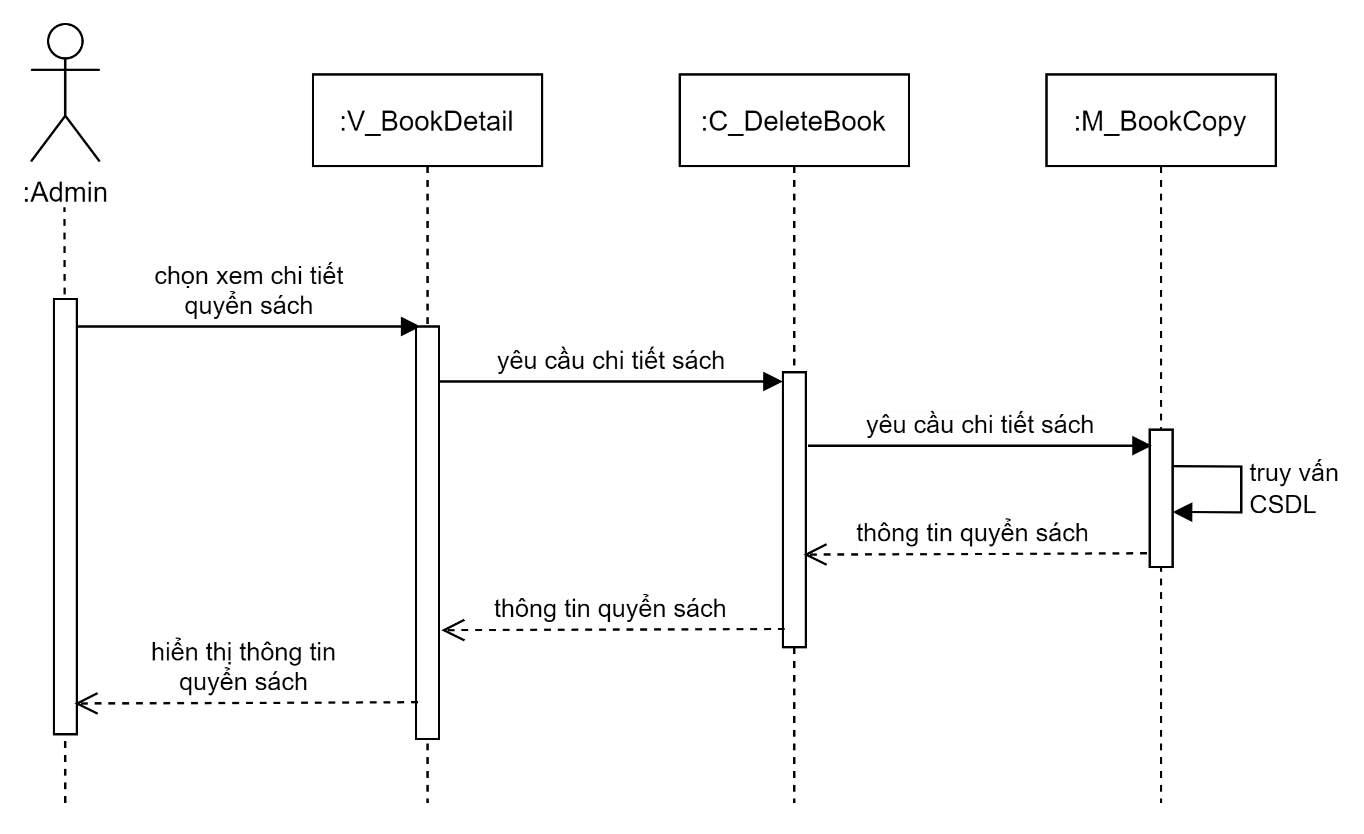 :V_BookDetail
:C_DeleteBook
:M_BookCopy
:Admin
chọn xem chi tiết
quyển sách
yêu cầu chi tiết sách
yêu cầu chi tiết sách
truy vấn
CSDL
thông tin quyển sách
thông tin quyển sách
hiển thị thông tin
quyển sách